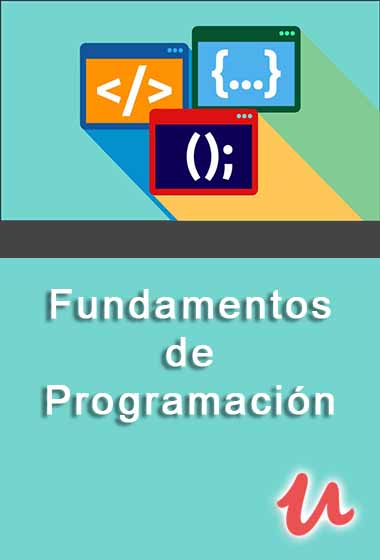 </>
{...}
();
Fundamentos
de
Programación
u